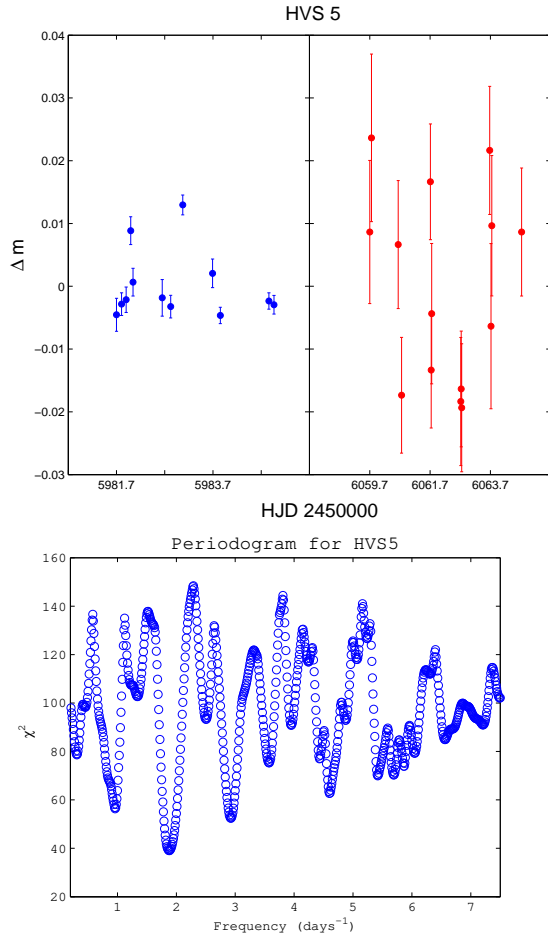 HVS 5
0.04
0.03
0.02
0.01
0
−0.01
−0.02
−0.03
Δ m
5981.7 5983.7 6059.7 6061.7 6063.7
HJD 2450000
Periodogram for HVS5
160
140
120
100
80
60
40
20
χ²
1 2 3 4 5 6 7
Frequency (days⁻¹)